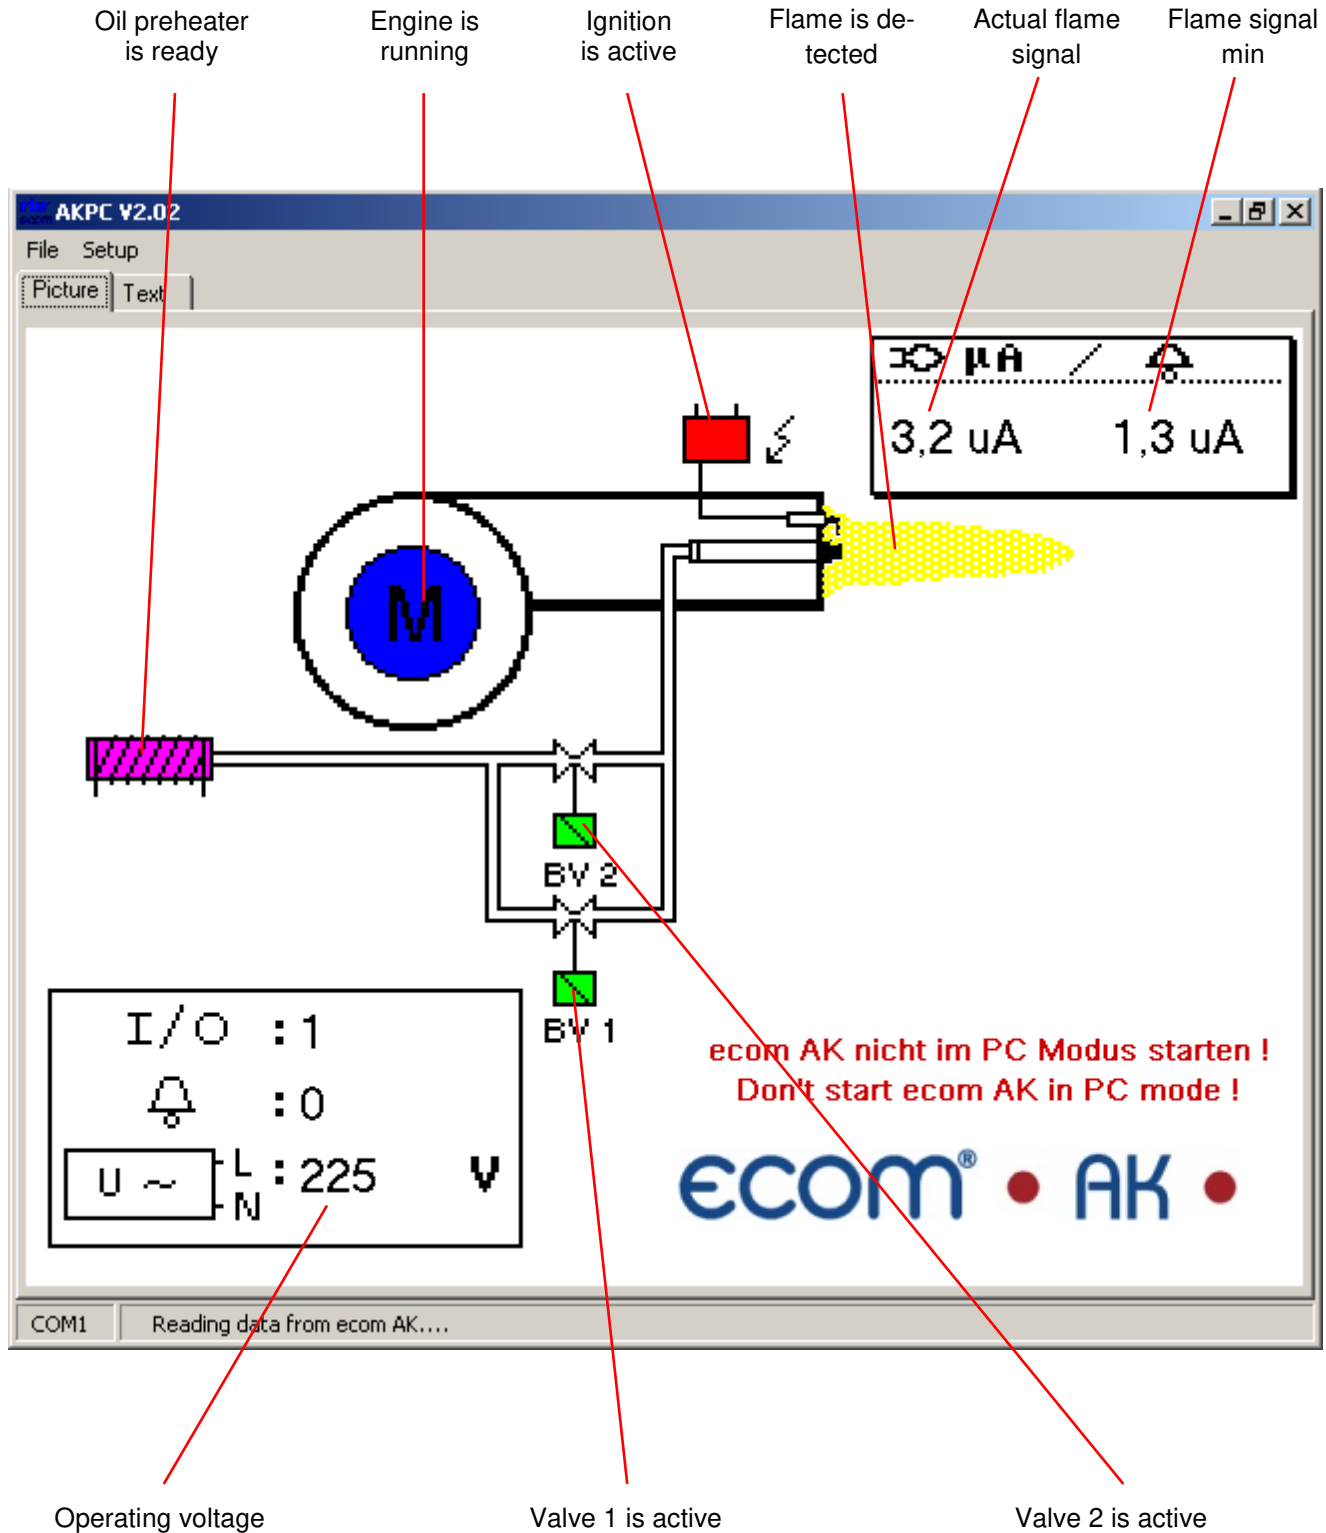 Oil preheater
is ready
Engine is
running
Ignition
is active
Flame is de-
tected
Actual flame
signal
Flame signal
min
AKPC V2.02
File Setup
Picture Text
µA /
3,2 uA 1,3 uA
M
BV 2
BV 1
I/O :1
:0
U ~ L N :225 V
ecom AK nicht im PC Modus starten !
Don't start ecom AK in PC mode !
ecom® • AK •
COM1 Reading data from ecom AK....
Operating voltage
Valve 1 is active
Valve 2 is active